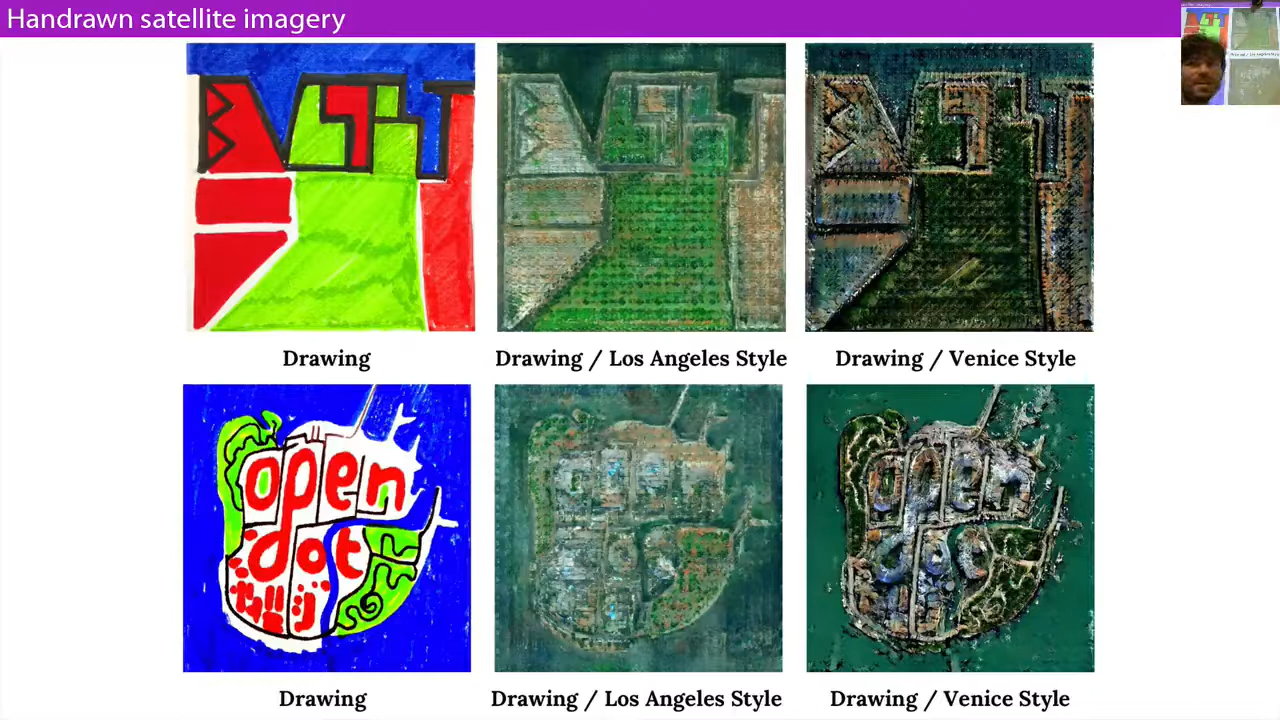 Handrawn satellite imagery
Drawing
Drawing / Los Angeles Style
Drawing / Venice Style
open
dot
Drawing
Drawing / Los Angeles Style
Drawing / Venice Style